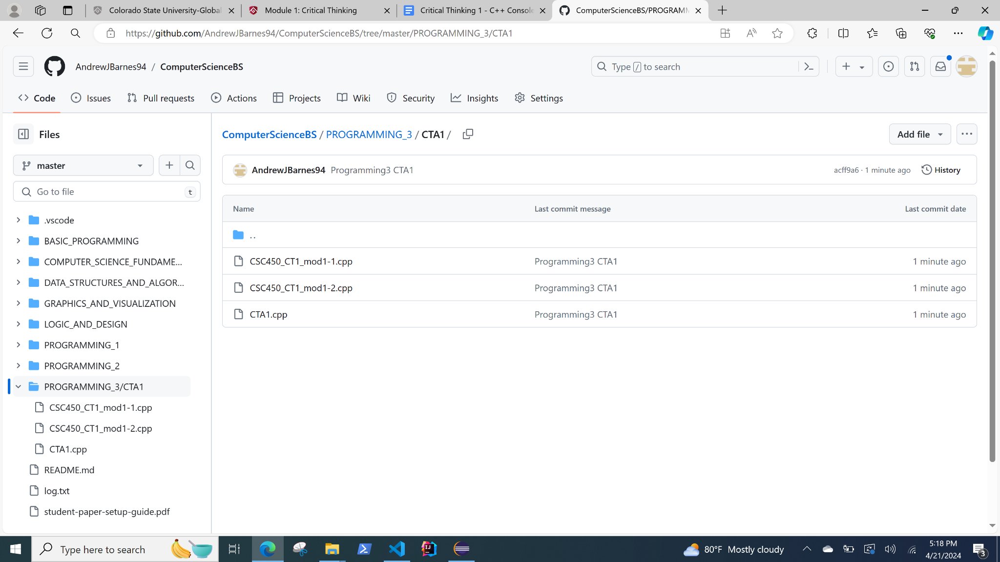 Colorado State University-Global
Module 1: Critical Thinking
Critical Thinking 1 - C++ Console
ComputerScienceBS/PROGRAMM
https://github.com/AndrewJBarnes94/ComputerScienceBS/tree/master/PROGRAMMING_3/CTA1
AndrewJBarnes94 / ComputerScienceBS
Type / to search
Code
Issues
Pull requests
Actions
Projects
Wiki
Security
Insights
Settings
Files
master
Go to file
t
.vscode
BASIC_PROGRAMMING
COMPUTER_SCIENCE_FUNDAME...
DATA_STRUCTURES_AND_ALGOR...
GRAPHICS_AND_VISUALIZATION
LOGIC_AND_DESIGN
PROGRAMMING_1
PROGRAMMING_2
PROGRAMMING_3/CTA1
CSC450_CT1_mod1-1.cpp
CSC450_CT1_mod1-2.cpp
CTA1.cpp
README.md
log.txt
student-paper-setup-guide.pdf
ComputerScienceBS / PROGRAMMING_3 / CTA1 /
Add file
AndrewJBarnes94 Programming3 CTA1
acff9a6 · 1 minute ago
History
Name Last commit message Last commit date
..
CSC450_CT1_mod1-1.cpp Programming3 CTA1 1 minute ago
CSC450_CT1_mod1-2.cpp Programming3 CTA1 1 minute ago
CTA1.cpp Programming3 CTA1 1 minute ago
Type here to search
80°F Mostly cloudy
5:18 PM
4/21/2024
3